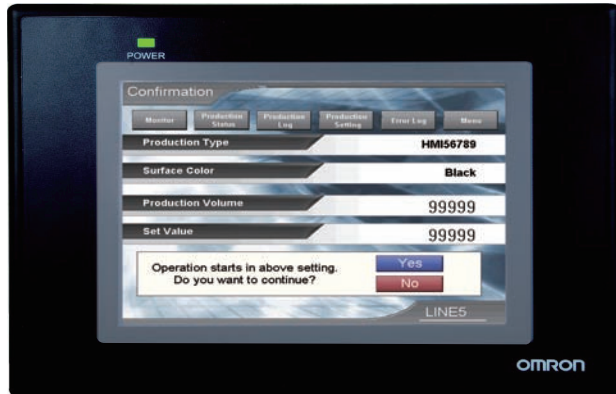 POWER
Confirmation
Monitor
Production Status
Production Log
Production Setting
Error Log
Menu
Production Type HMI56789
Surface Color Black
Production Volume 99999
Set Value 99999
Operation starts in above setting.
Do you want to continue?
Yes
No
LINE5
OMRON